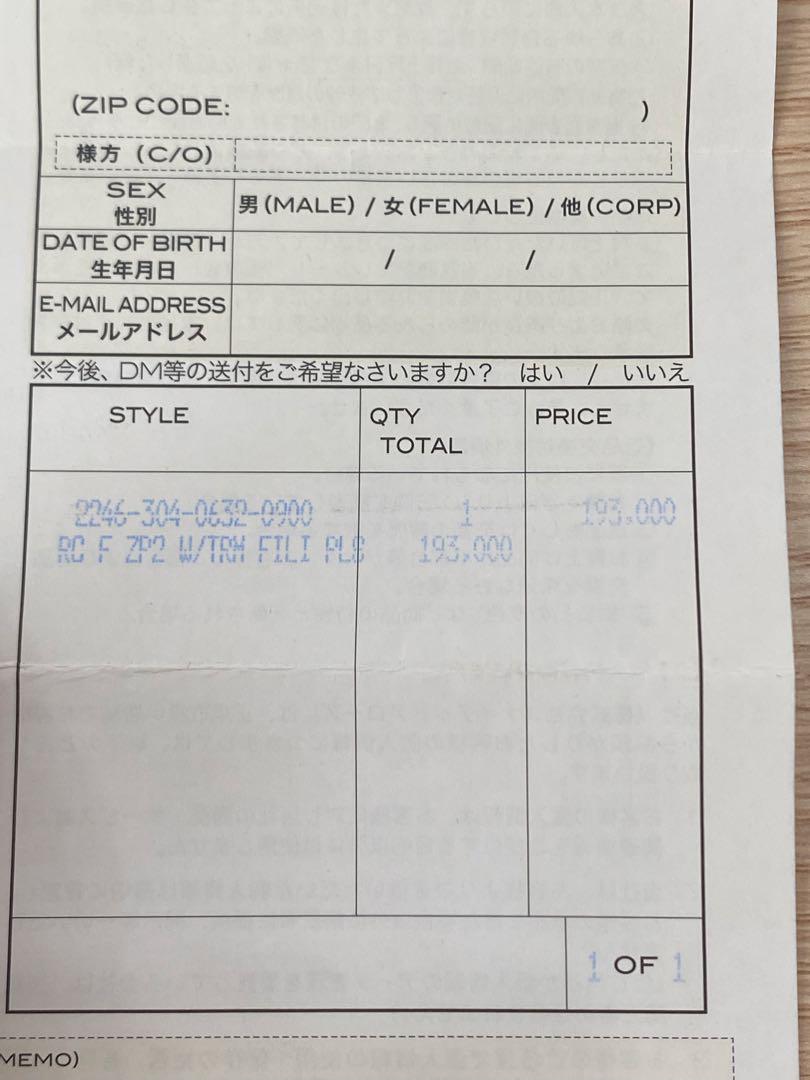 (ZIP CODE: )
様方 (C/O)
SEX 男(MALE) / 女(FEMALE) / 他(CORP)
性別
DATE OF BIRTH / /
生年月日
E-MAIL ADDRESS
メールアドレス
※今後、DM等の送付をご希望なさいますか? はい / いいえ
STYLE QTY PRICE
TOTAL
2246-304-0632-0900 1 193,000
RC F ZP2 W/TRM FILI PLG 193,000
1 OF 1
MEMO)